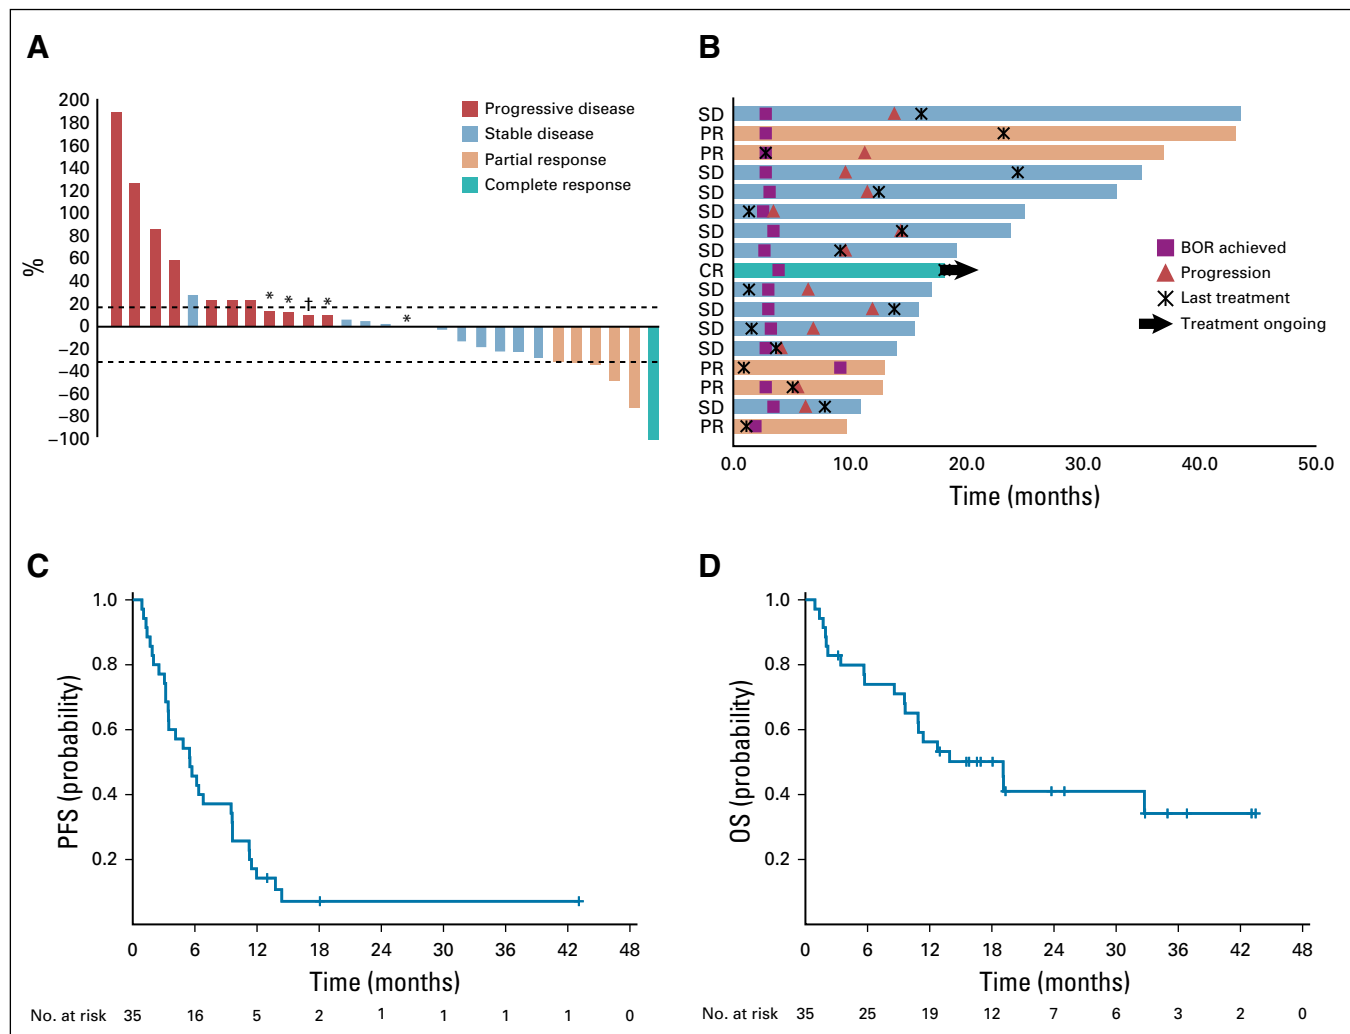 A
200
180
160
140
120
100
80
60
40
20
0
−20
−40
−60
−80
−100
%
Progressive disease
Stable disease
Partial response
Complete response
* * † * *
B
SD
PR
PR
SD
SD
SD
SD
SD
CR
SD
SD
SD
SD
PR
PR
SD
PR
BOR achieved
Progression
Last treatment
Treatment ongoing
0.0 10.0 20.0 30.0 40.0 50.0
Time (months)
C
1.0
0.8
0.6
0.4
0.2
PFS (probability)
0 6 12 18 24 30 36 42 48
Time (months)
No. at risk 35 16 5 2 1 1 1 1 0
D
1.0
0.8
0.6
0.4
0.2
OS (probability)
0 6 12 18 24 30 36 42 48
Time (months)
No. at risk 35 25 19 12 7 6 3 2 0